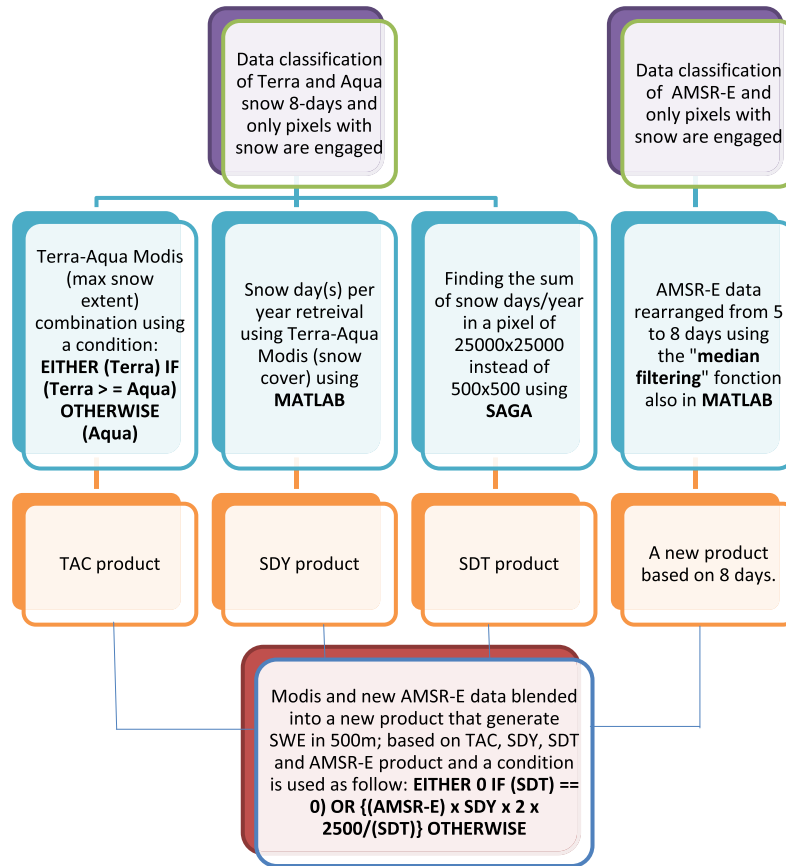 Data classification
of Terra and Aqua
snow 8-days and
only pixels with
snow are engaged
Data classification
of AMSR-E and
only pixels with
snow are engaged
Terra-Aqua Modis
(max snow
extent)
combination using
a condition:
EITHER (Terra) IF
(Terra > = Aqua)
OTHERWISE
(Aqua)
Snow day(s) per
year retreival
using Terra-Aqua
Modis (snow
cover) using
MATLAB
Finding the sum
of snow days/year
in a pixel of
25000x25000
instead of
500x500 using
SAGA
AMSR-E data
rearranged from 5
to 8 days using
the "median
filtering" fonction
also in MATLAB
TAC product
SDY product
SDT product
A new product
based on 8 days.
Modis and new AMSR-E data blended
into a new product that generate
SWE in 500m; based on TAC, SDY, SDT
and AMSR-E product and a condition
is used as follow: EITHER 0 IF (SDT) ==
0) OR {(AMSR-E) x SDY x 2 x
2500/(SDT)} OTHERWISE